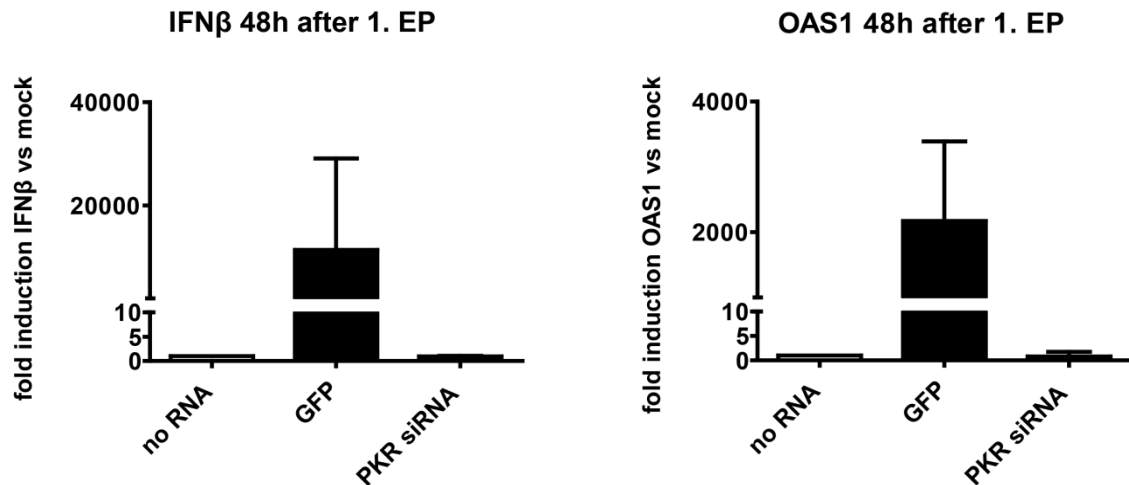 IFNβ 48h after 1. EP
fold induction IFNβ vs mock
40000
20000
10
5
0
no RNA
GFP
PKR siRNA
OAS1 48h after 1. EP
fold induction OAS1 vs mock
4000
2000
10
5
0
no RNA
GFP
PKR siRNA